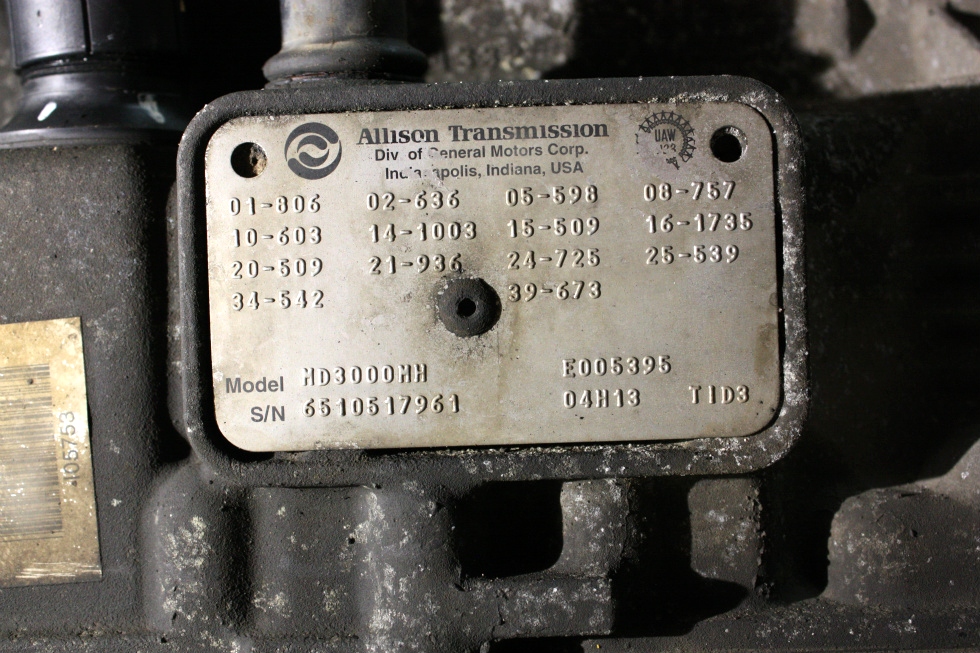 Allison Transmission
Div. of General Motors Corp.
Indianapolis, Indiana, USA
UAW
933
01-806 02-636 05-598 08-757
10-603 14-1003 15-509 16-1735
20-509 21-936 24-725 25-539
34-542 39-673
Model MD3000MH E005395
S/N 6510517961 04H13 TID3
105753